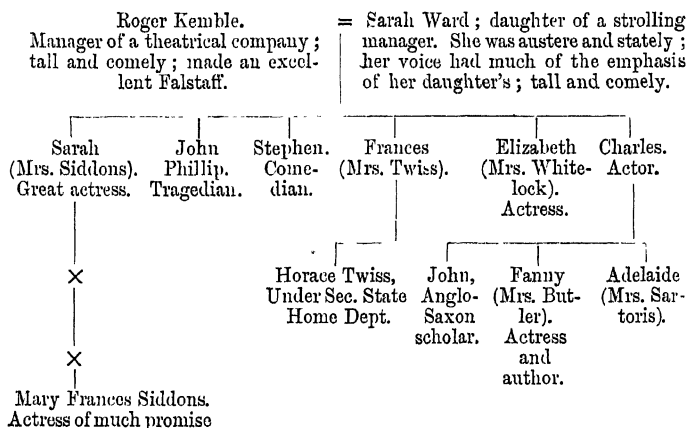 Roger Kemble.
Manager of a theatrical company ;
tall and comely ; made an excel-
lent Falstaff.
= Sarah Ward ; daughter of a strolling
manager. She was austere and stately ;
her voice had much of the emphasis
of her daughter's ; tall and comely.
Sarah
(Mrs. Siddons).
Great actress.
John
Phillip.
Tragedian.
Stephen.
Come-
dian.
Frances
(Mrs. Twiss).
Elizabeth
(Mrs. White-
lock).
Actress.
Charles.
Actor.
Horace Twiss,
Under Sec. State
Home Dept.
John,
Anglo-
Saxon
scholar.
Fanny
(Mrs. But-
ler).
Actress
and
author.
Adelaide
(Mrs. Sar-
toris).
×
×
Mary Frances Siddons.
Actress of much promise